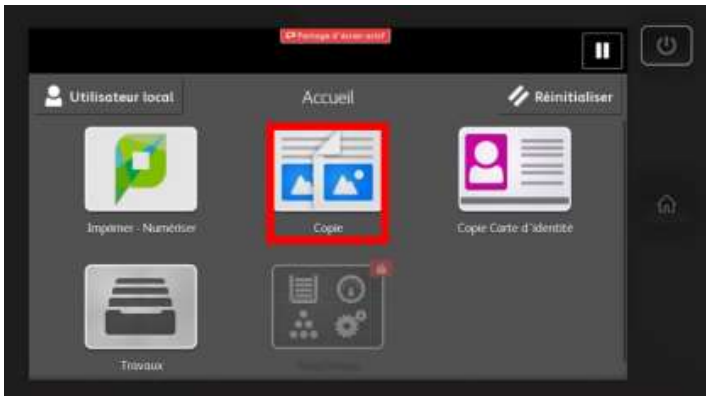 Partage d'écran actif
Utilisateur local
Accueil
Réinitialiser
Imprimer - Numériser
Copie
Copie Carte d'identité
Travaux